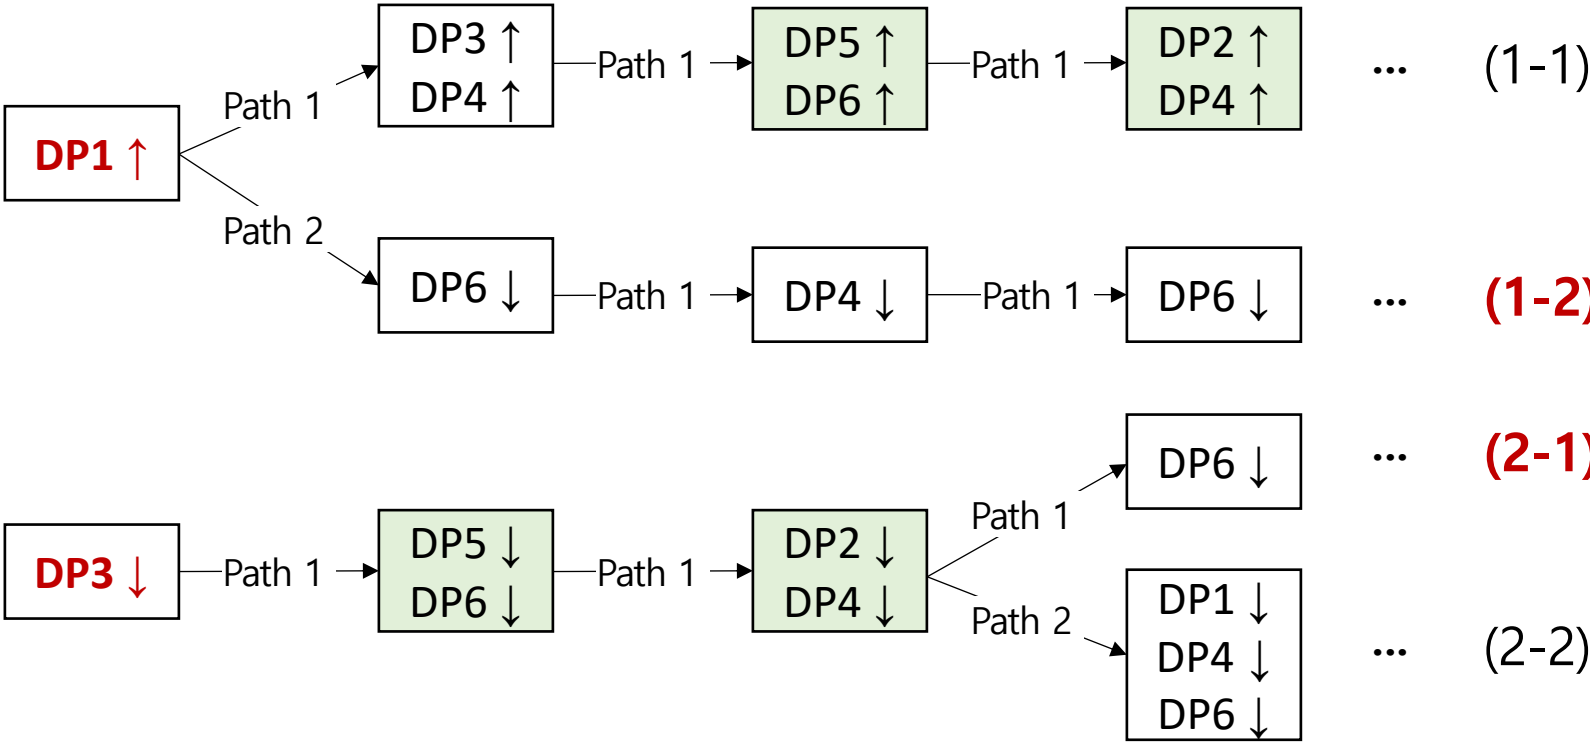 DP1 ↑
Path 1
DP3 ↑
DP4 ↑
Path 1
DP5 ↑
DP6 ↑
Path 1
DP2 ↑
DP4 ↑
... (1-1)
Path 2
DP6 ↓
Path 1
DP4 ↓
Path 1
DP6 ↓
... (1-2)
DP3 ↓
Path 1
DP5 ↓
DP6 ↓
Path 1
DP2 ↓
DP4 ↓
Path 1
DP6 ↓
... (2-1)
Path 2
DP1 ↓
DP4 ↓
DP6 ↓
... (2-2)